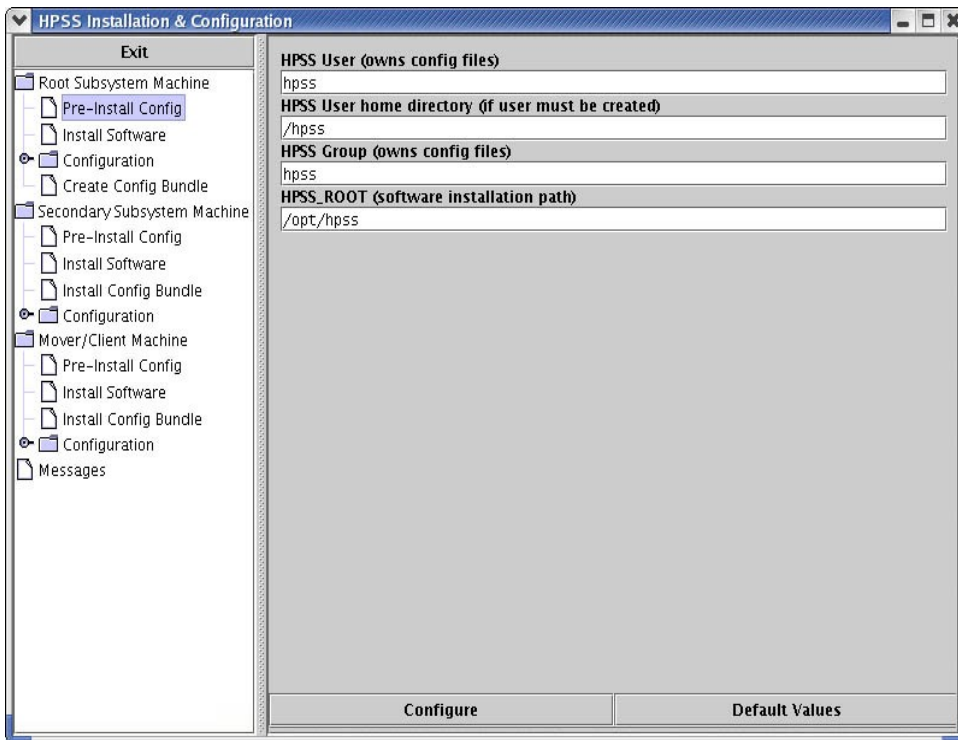 HPSS Installation & Configuration
Exit
Root Subsystem Machine
Pre-Install Config
Install Software
Configuration
Create Config Bundle
Secondary Subsystem Machine
Pre-Install Config
Install Software
Install Config Bundle
Configuration
Mover/Client Machine
Pre-Install Config
Install Software
Install Config Bundle
Configuration
Messages
HPSS User (owns config files)
hpss
HPSS User home directory (if user must be created)
/hpss
HPSS Group (owns config files)
hpss
HPSS_ROOT (software installation path)
/opt/hpss
Configure
Default Values